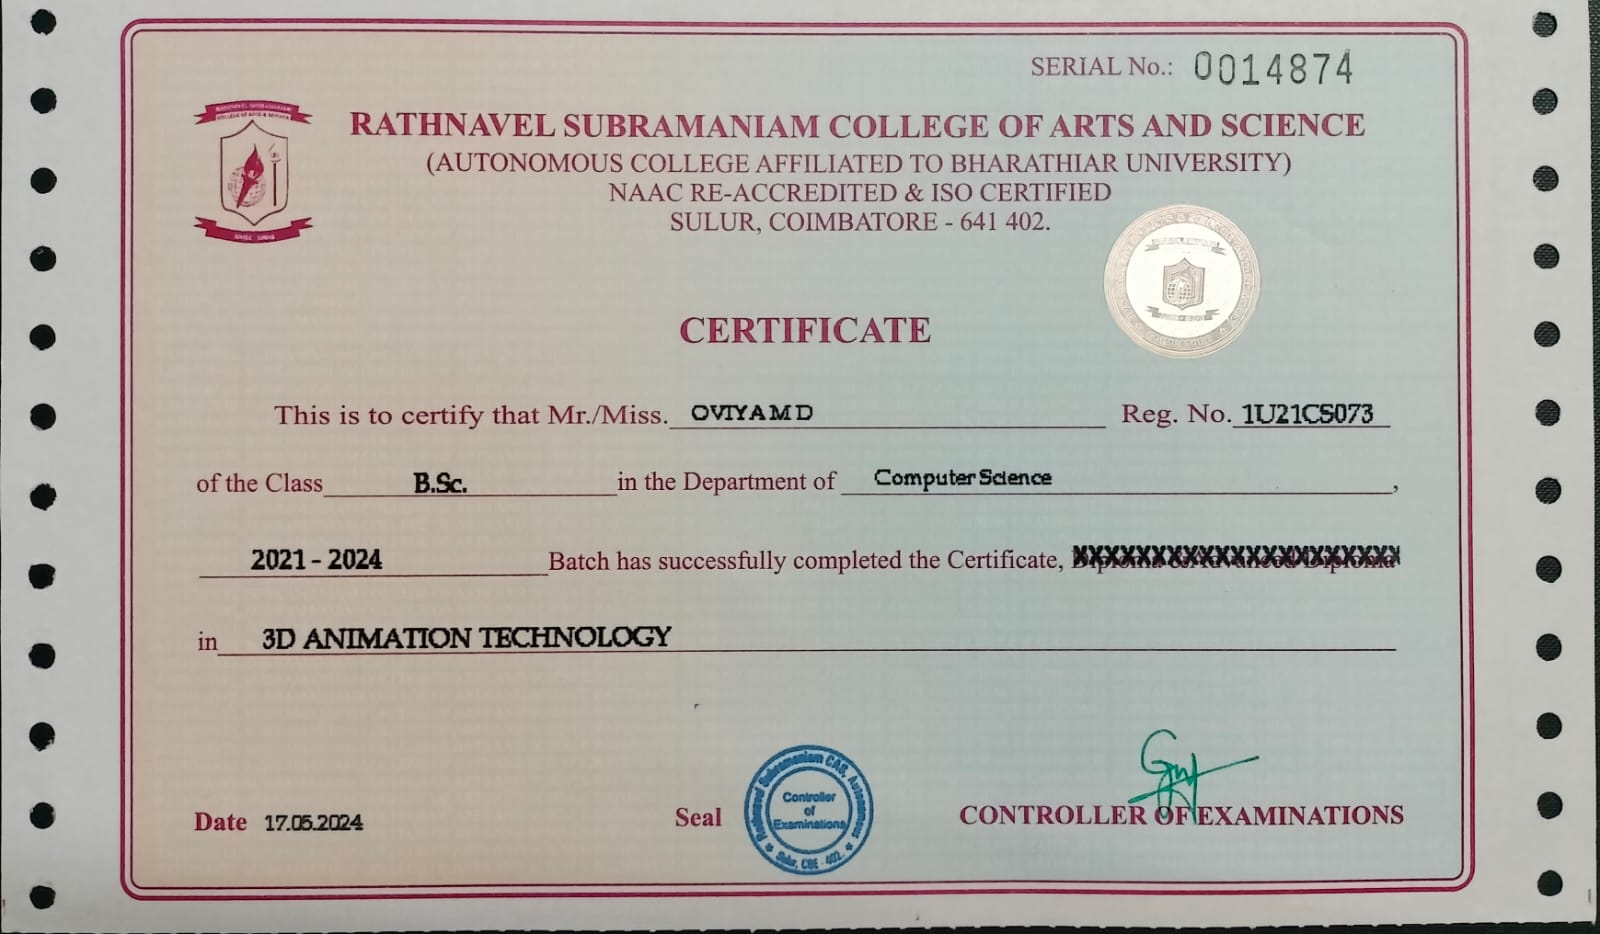 SERIAL No.: 0014874
RATHNAVEL SUBRAMANIAM COLLEGE OF ARTS AND SCIENCE
(AUTONOMOUS COLLEGE AFFILIATED TO BHARATHIAR UNIVERSITY)
NAAC RE-ACCREDITED & ISO CERTIFIED
SULUR, COIMBATORE - 641 402.
CERTIFICATE
This is to certify that Mr./Miss. OVIYA M D Reg. No. 1U21CS073
of the Class B.Sc. in the Department of Computer Science,
2021 - 2024 Batch has successfully completed the Certificate, Diploma & Advanced Diploma
in 3D ANIMATION TECHNOLOGY
Date 17.05.2024
Seal
Rathnavel Subramaniam CAS, Autonomous
Controller
of
Examinations
Sulur, CBE - 402.
CONTROLLER OF EXAMINATIONS